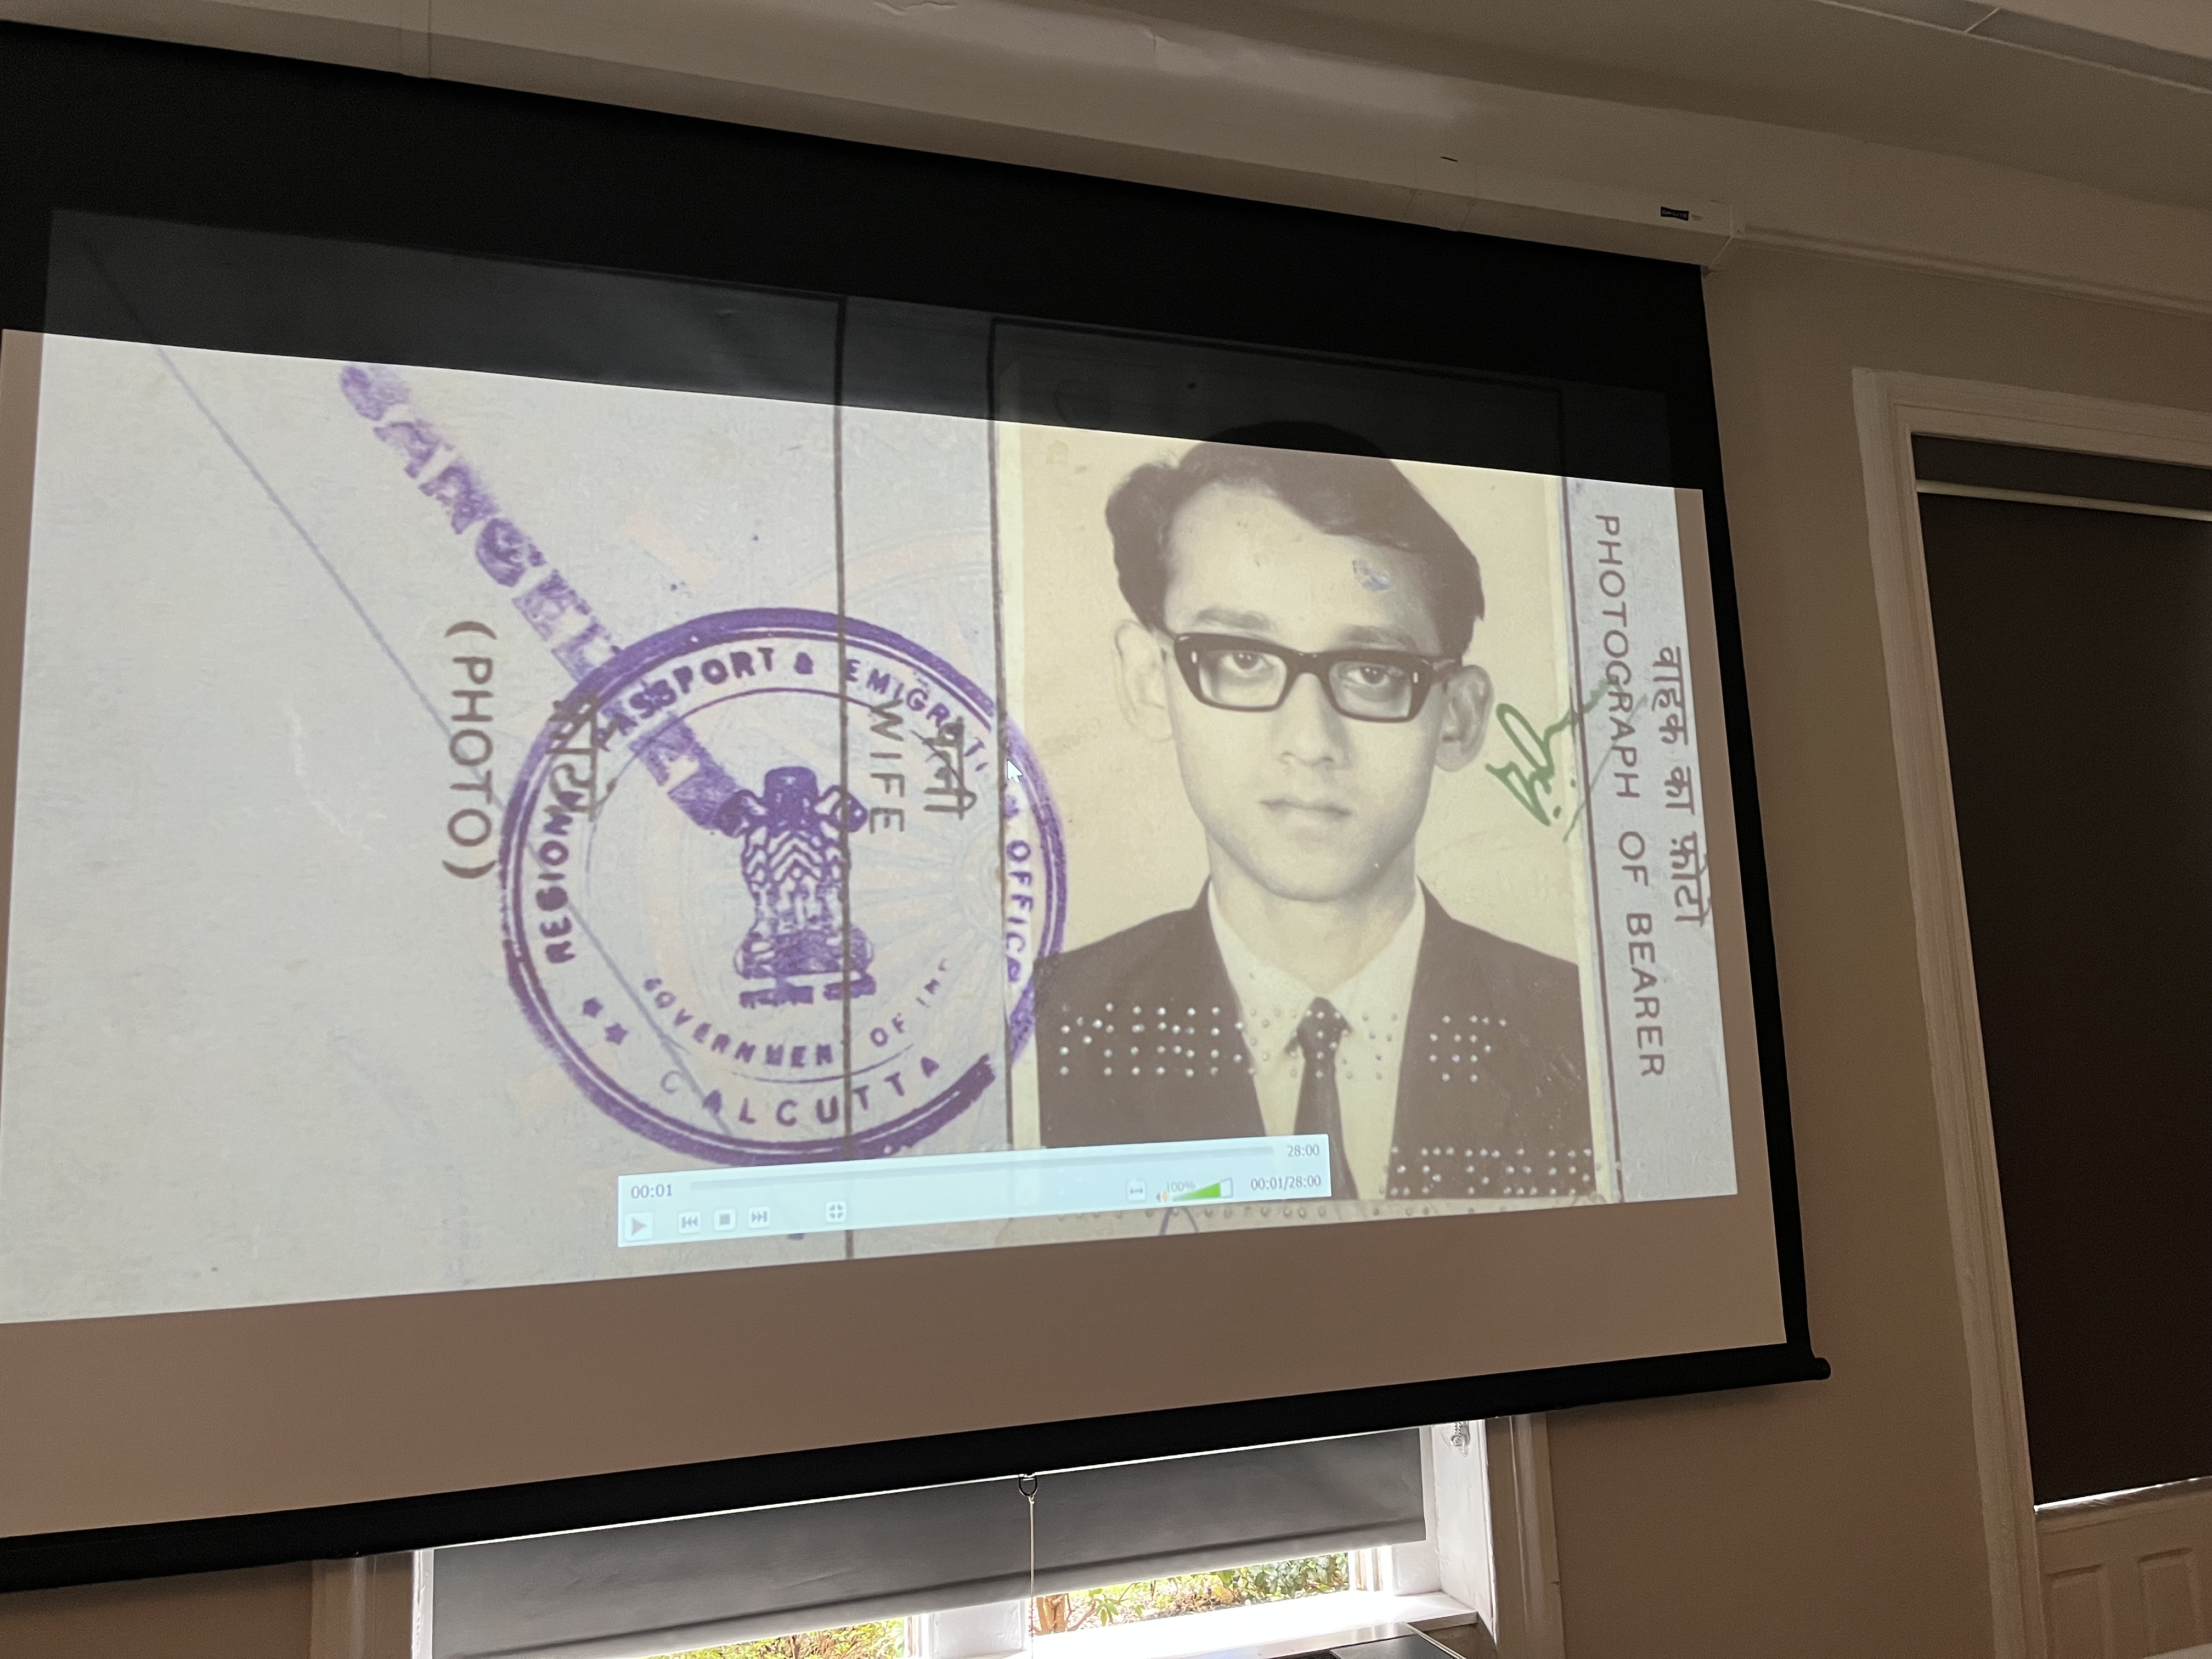 CANCELLED
फोटो
(PHOTO)
REGIONAL PASSPORT & EMIGRATION OFFICE
GOVERNMENT OF
CALCUTTA
पत्नी
WIFE
वाहक का फ़ोटो
PHOTOGRAPH OF BEARER
00:01
28:00
100%
00:01/28:00